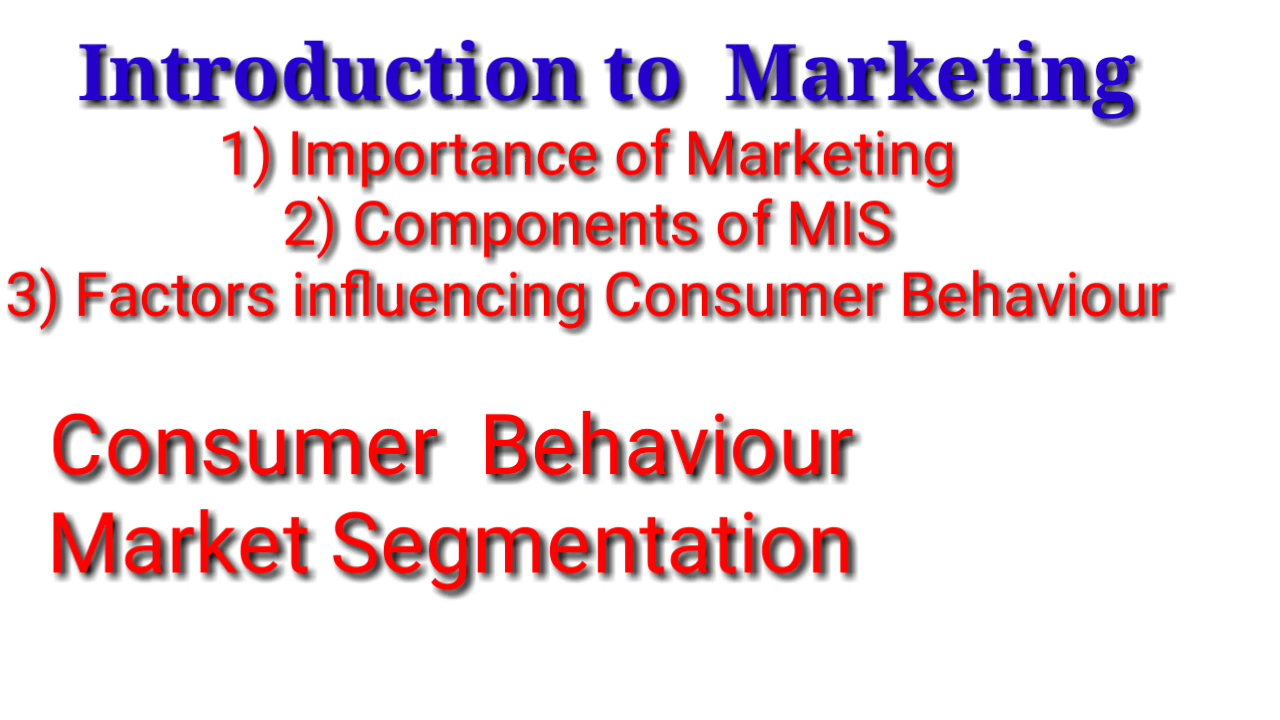 Introduction to Marketing
1) Importance of Marketing
2) Components of MIS
3) Factors influencing Consumer Behaviour
Consumer Behaviour
Market Segmentation